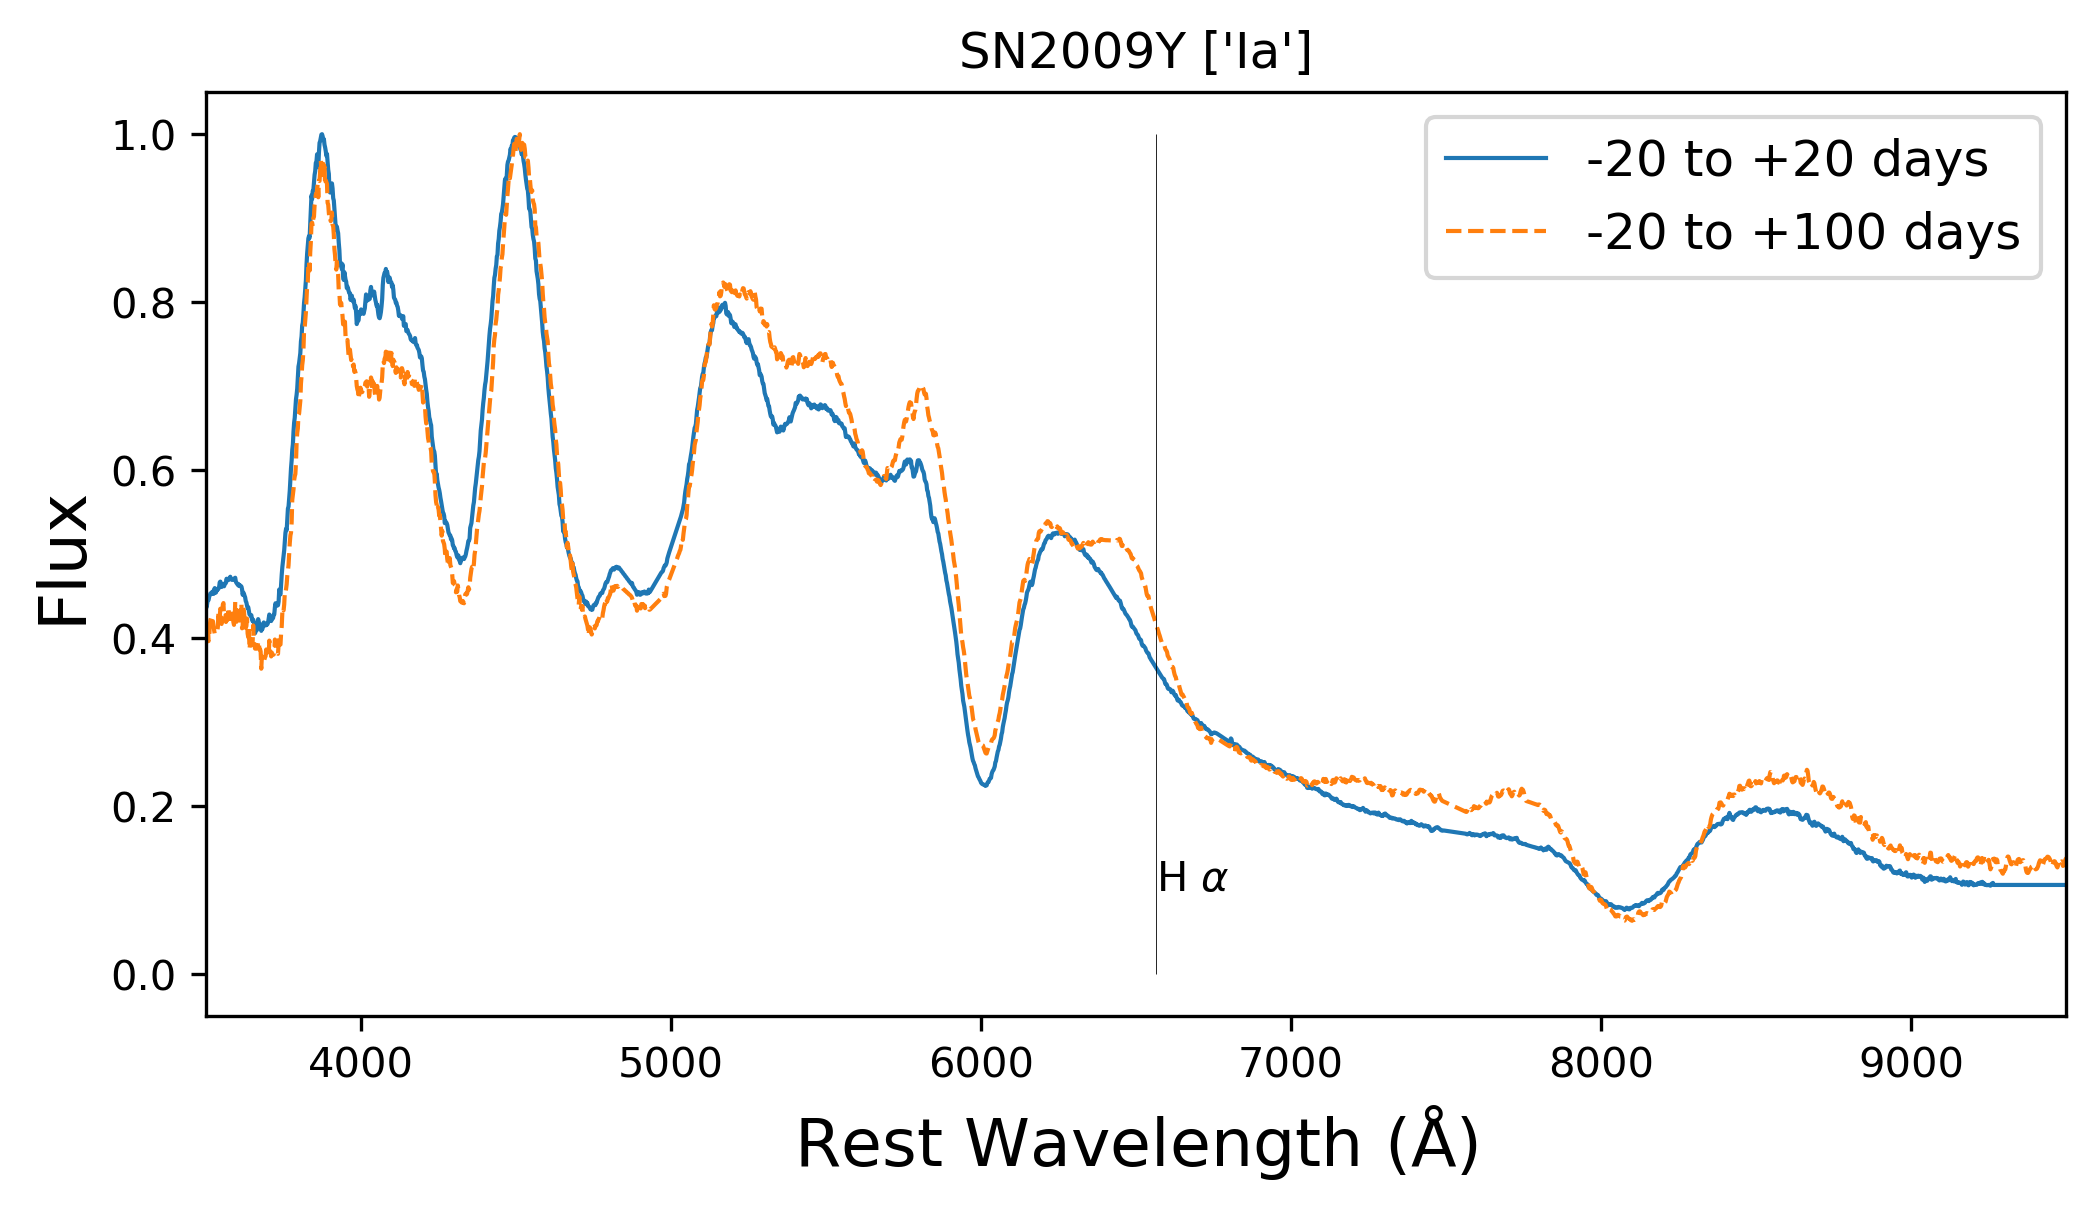 SN2009Y ['Ia']
-20 to +20 days
-20 to +100 days
1.0
0.8
0.6
0.4
0.2
0.0
Flux
H α
4000 5000 6000 7000 8000 9000
Rest Wavelength (Å)